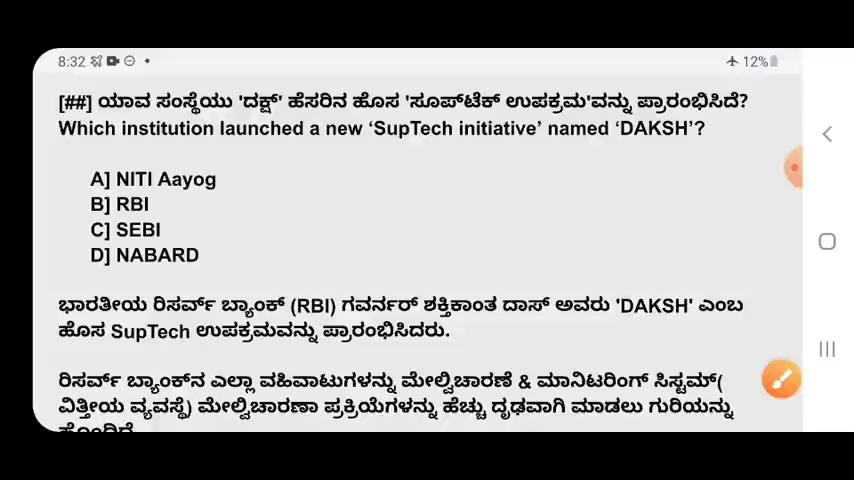 8:32
12%
[##] ಯಾವ ಸಂಸ್ಥೆಯು 'ದಕ್ಷ್' ಹೆಸರಿನ ಹೊಸ 'ಸೂಪ್‌ಟೆಕ್ ಉಪಕ್ರಮ'ವನ್ನು ಪ್ರಾರಂಭಿಸಿದೆ?
Which institution launched a new ‘SupTech initiative’ named ‘DAKSH’?
A] NITI Aayog
B] RBI
C] SEBI
D] NABARD
ಭಾರತೀಯ ರಿಸರ್ವ್ ಬ್ಯಾಂಕ್ (RBI) ಗವರ್ನರ್ ಶಕ್ತಿಕಾಂತ ದಾಸ್ ಅವರು 'DAKSH' ಎಂಬ
ಹೊಸ SupTech ಉಪಕ್ರಮವನ್ನು ಪ್ರಾರಂಭಿಸಿದರು.
ರಿಸರ್ವ್ ಬ್ಯಾಂಕ್‌ನ ಎಲ್ಲಾ ವಹಿವಾಟುಗಳನ್ನು ಮೇಲ್ವಿಚಾರಣೆ & ಮಾನಿಟರಿಂಗ್ ಸಿಸ್ಟಮ್(
ವಿತ್ತೀಯ ವ್ಯವಸ್ಥೆ) ಮೇಲ್ವಿಚಾರಣಾ ಪ್ರಕ್ರಿಯೆಗಳನ್ನು ಹೆಚ್ಚು ದೃಢವಾಗಿ ಮಾಡಲು ಗುರಿಯನ್ನು